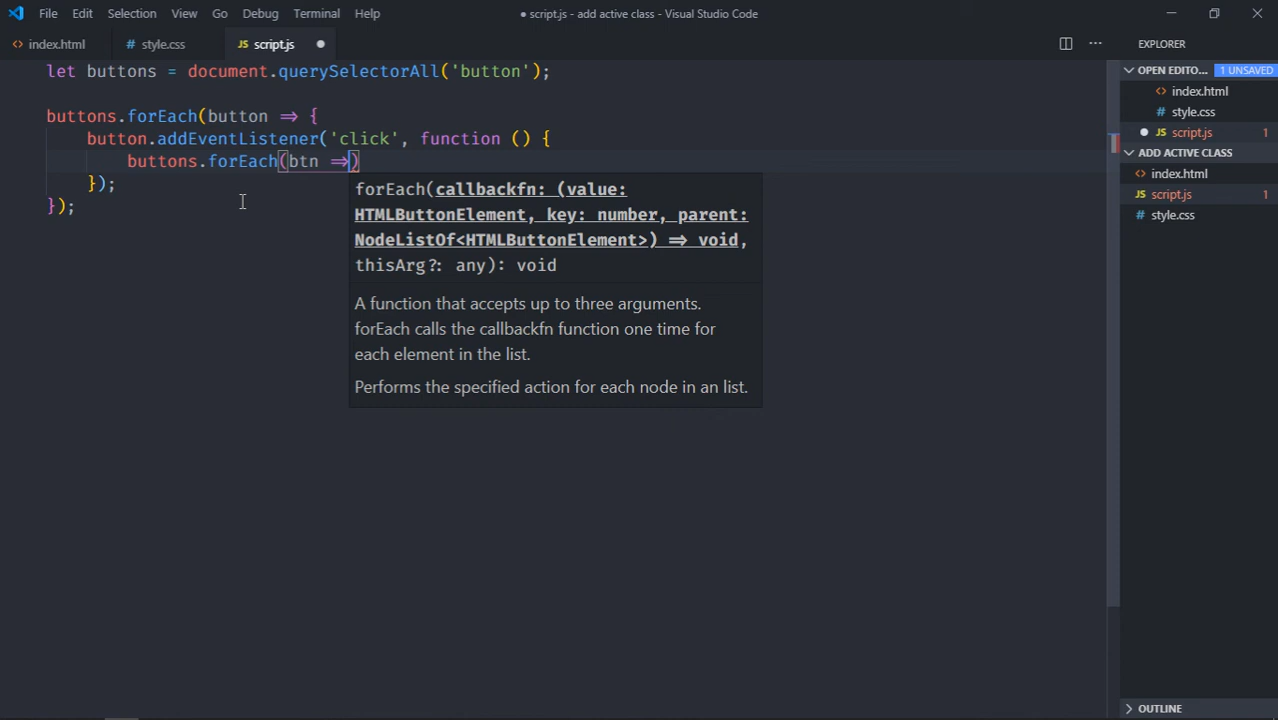 File Edit Selection View Go Debug Terminal Help
● script.js - add active class - Visual Studio Code
index.html
style.css
JS script.js ●
EXPLORER
let buttons = document.querySelectorAll('button');
buttons.forEach(button => {
button.addEventListener('click', function () {
buttons.forEach(btn =>)
});
});
forEach(callbackfn: (value:
HTMLButtonElement, key: number, parent:
NodeListOf<HTMLButtonElement>) => void,
thisArg?: any): void
A function that accepts up to three arguments.
forEach calls the callbackfn function one time for
each element in the list.
Performs the specified action for each node in an list.
OPEN EDITO... 1 UNSAVED
index.html
style.css
JS script.js 1
ADD ACTIVE CLASS
index.html
JS script.js 1
style.css
OUTLINE